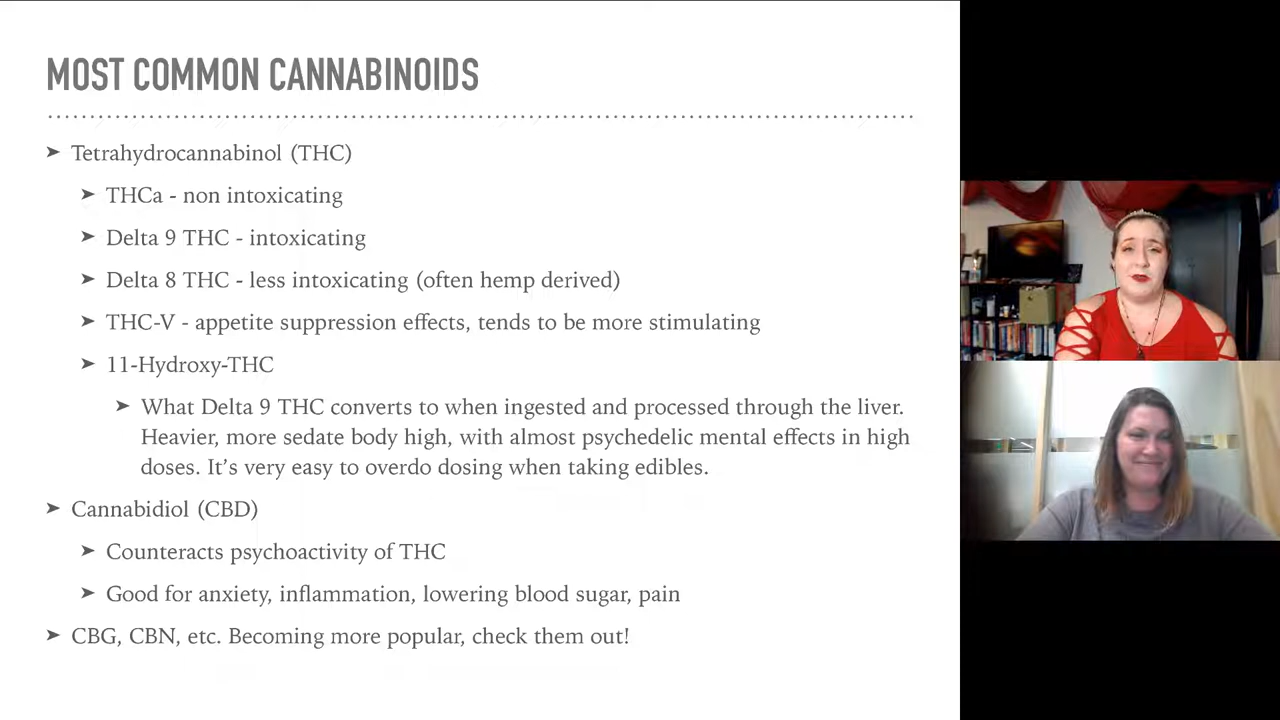 MOST COMMON CANNABINOIDS
Tetrahydrocannabinol (THC)
THCa - non intoxicating
Delta 9 THC - intoxicating
Delta 8 THC - less intoxicating (often hemp derived)
THC-V - appetite suppression effects, tends to be more stimulating
11-Hydroxy-THC
What Delta 9 THC converts to when ingested and processed through the liver.
Heavier, more sedate body high, with almost psychedelic mental effects in high
doses. It’s very easy to overdo dosing when taking edibles.
Cannabidiol (CBD)
Counteracts psychoactivity of THC
Good for anxiety, inflammation, lowering blood sugar, pain
CBG, CBN, etc. Becoming more popular, check them out!